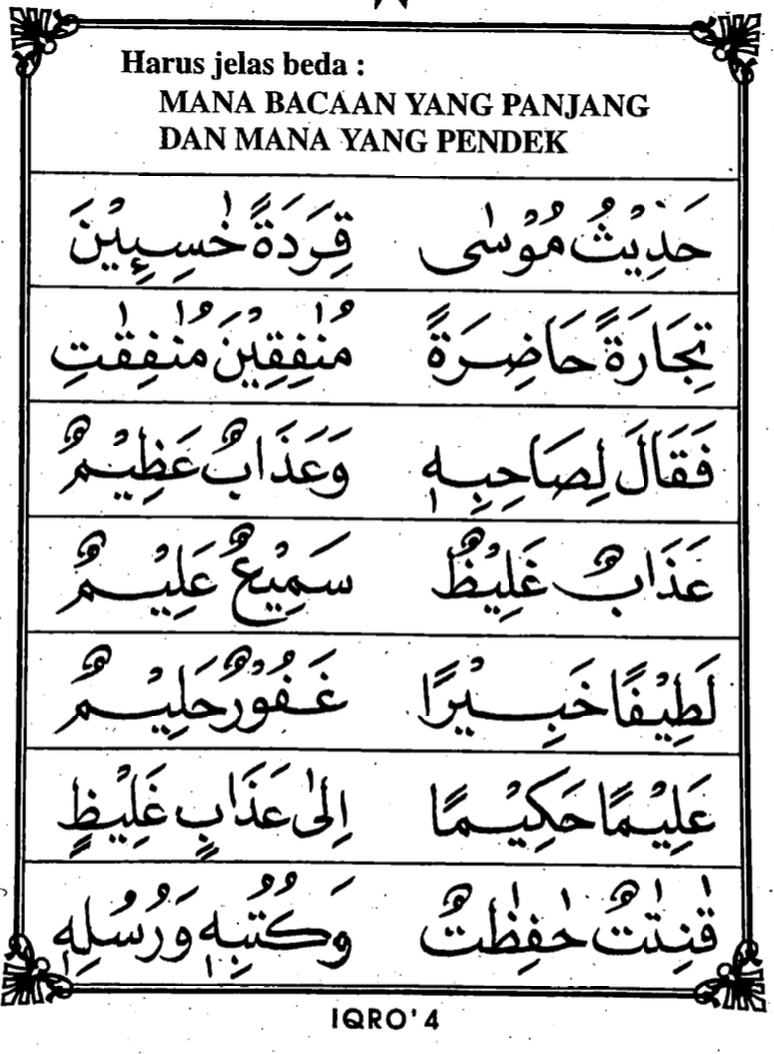 Harus jelas beda :
MANA BACAAN YANG PANJANG
DAN MANA YANG PENDEK
حَدِيْثُ مُوْسٰى قِرَدَةً خٰسِـِٕيْنَ
تِجَارَةً حَاضِرَةً مُنٰفِقِيْنَ مُنٰفِقٰتِ
فَقَالَ لِصَاحِبِهٖ وَعَذَابٌ عَظِيْمٌ
عَذَابٌ غَلِيْظٌ سَمِيْعٌ عَلِيْمٌ
لَطِيْفًا خَبِيْرًا غَفُوْرٌ حَلِيْمٌ
عَلِيْمًا حَكِيْمًا اِلٰى عَذَابٍ غَلِيْظٍ
قٰنِتٰتٌ حٰفِظٰتٌ وَكُتُبِهٖ وَرُسُلِهٖ
IQRO' 4